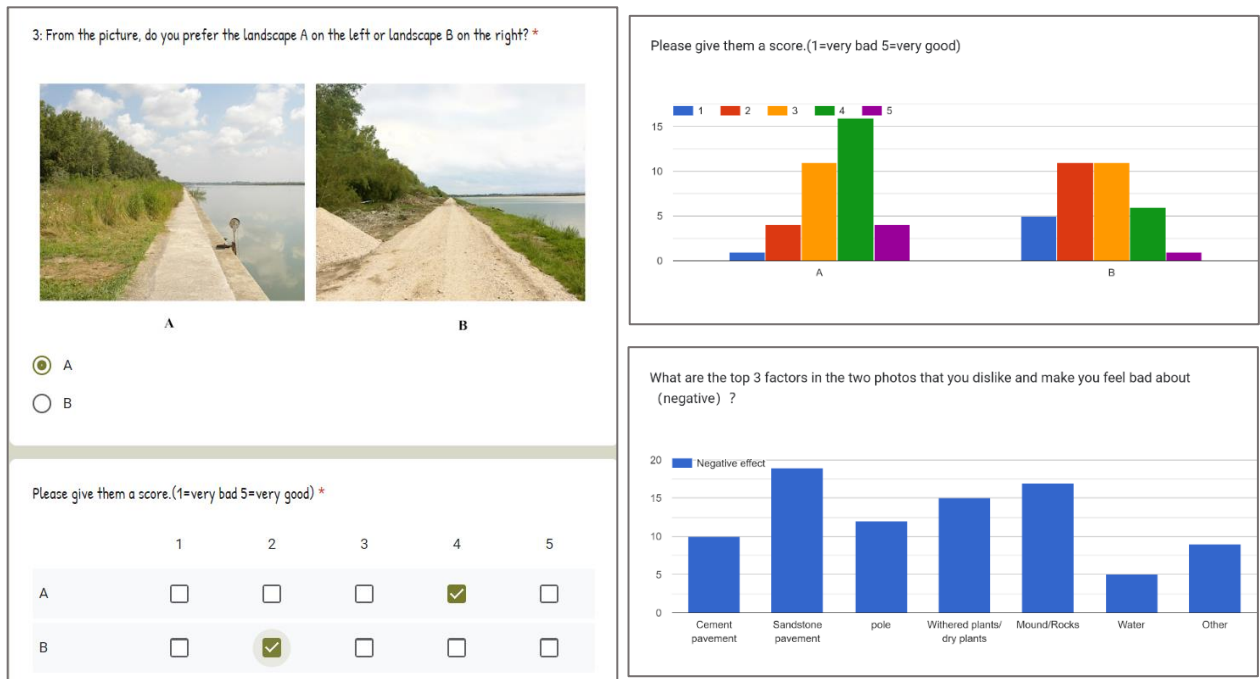 3: From the picture, do you prefer the landscape A on the left or landscape B on the right? *
A
B
A
B
Please give them a score.(1=very bad 5=very good) *
1 2 3 4 5
A
B
Please give them a score.(1=very bad 5=very good)
1 2 3 4 5
15
10
5
0
A B
What are the top 3 factors in the two photos that you dislike and make you feel bad about
（negative）？
Negative effect
20
15
10
5
0
Cement
pavement
Sandstone
pavement
pole
Withered plants/
dry plants
Mound/Rocks
Water
Other